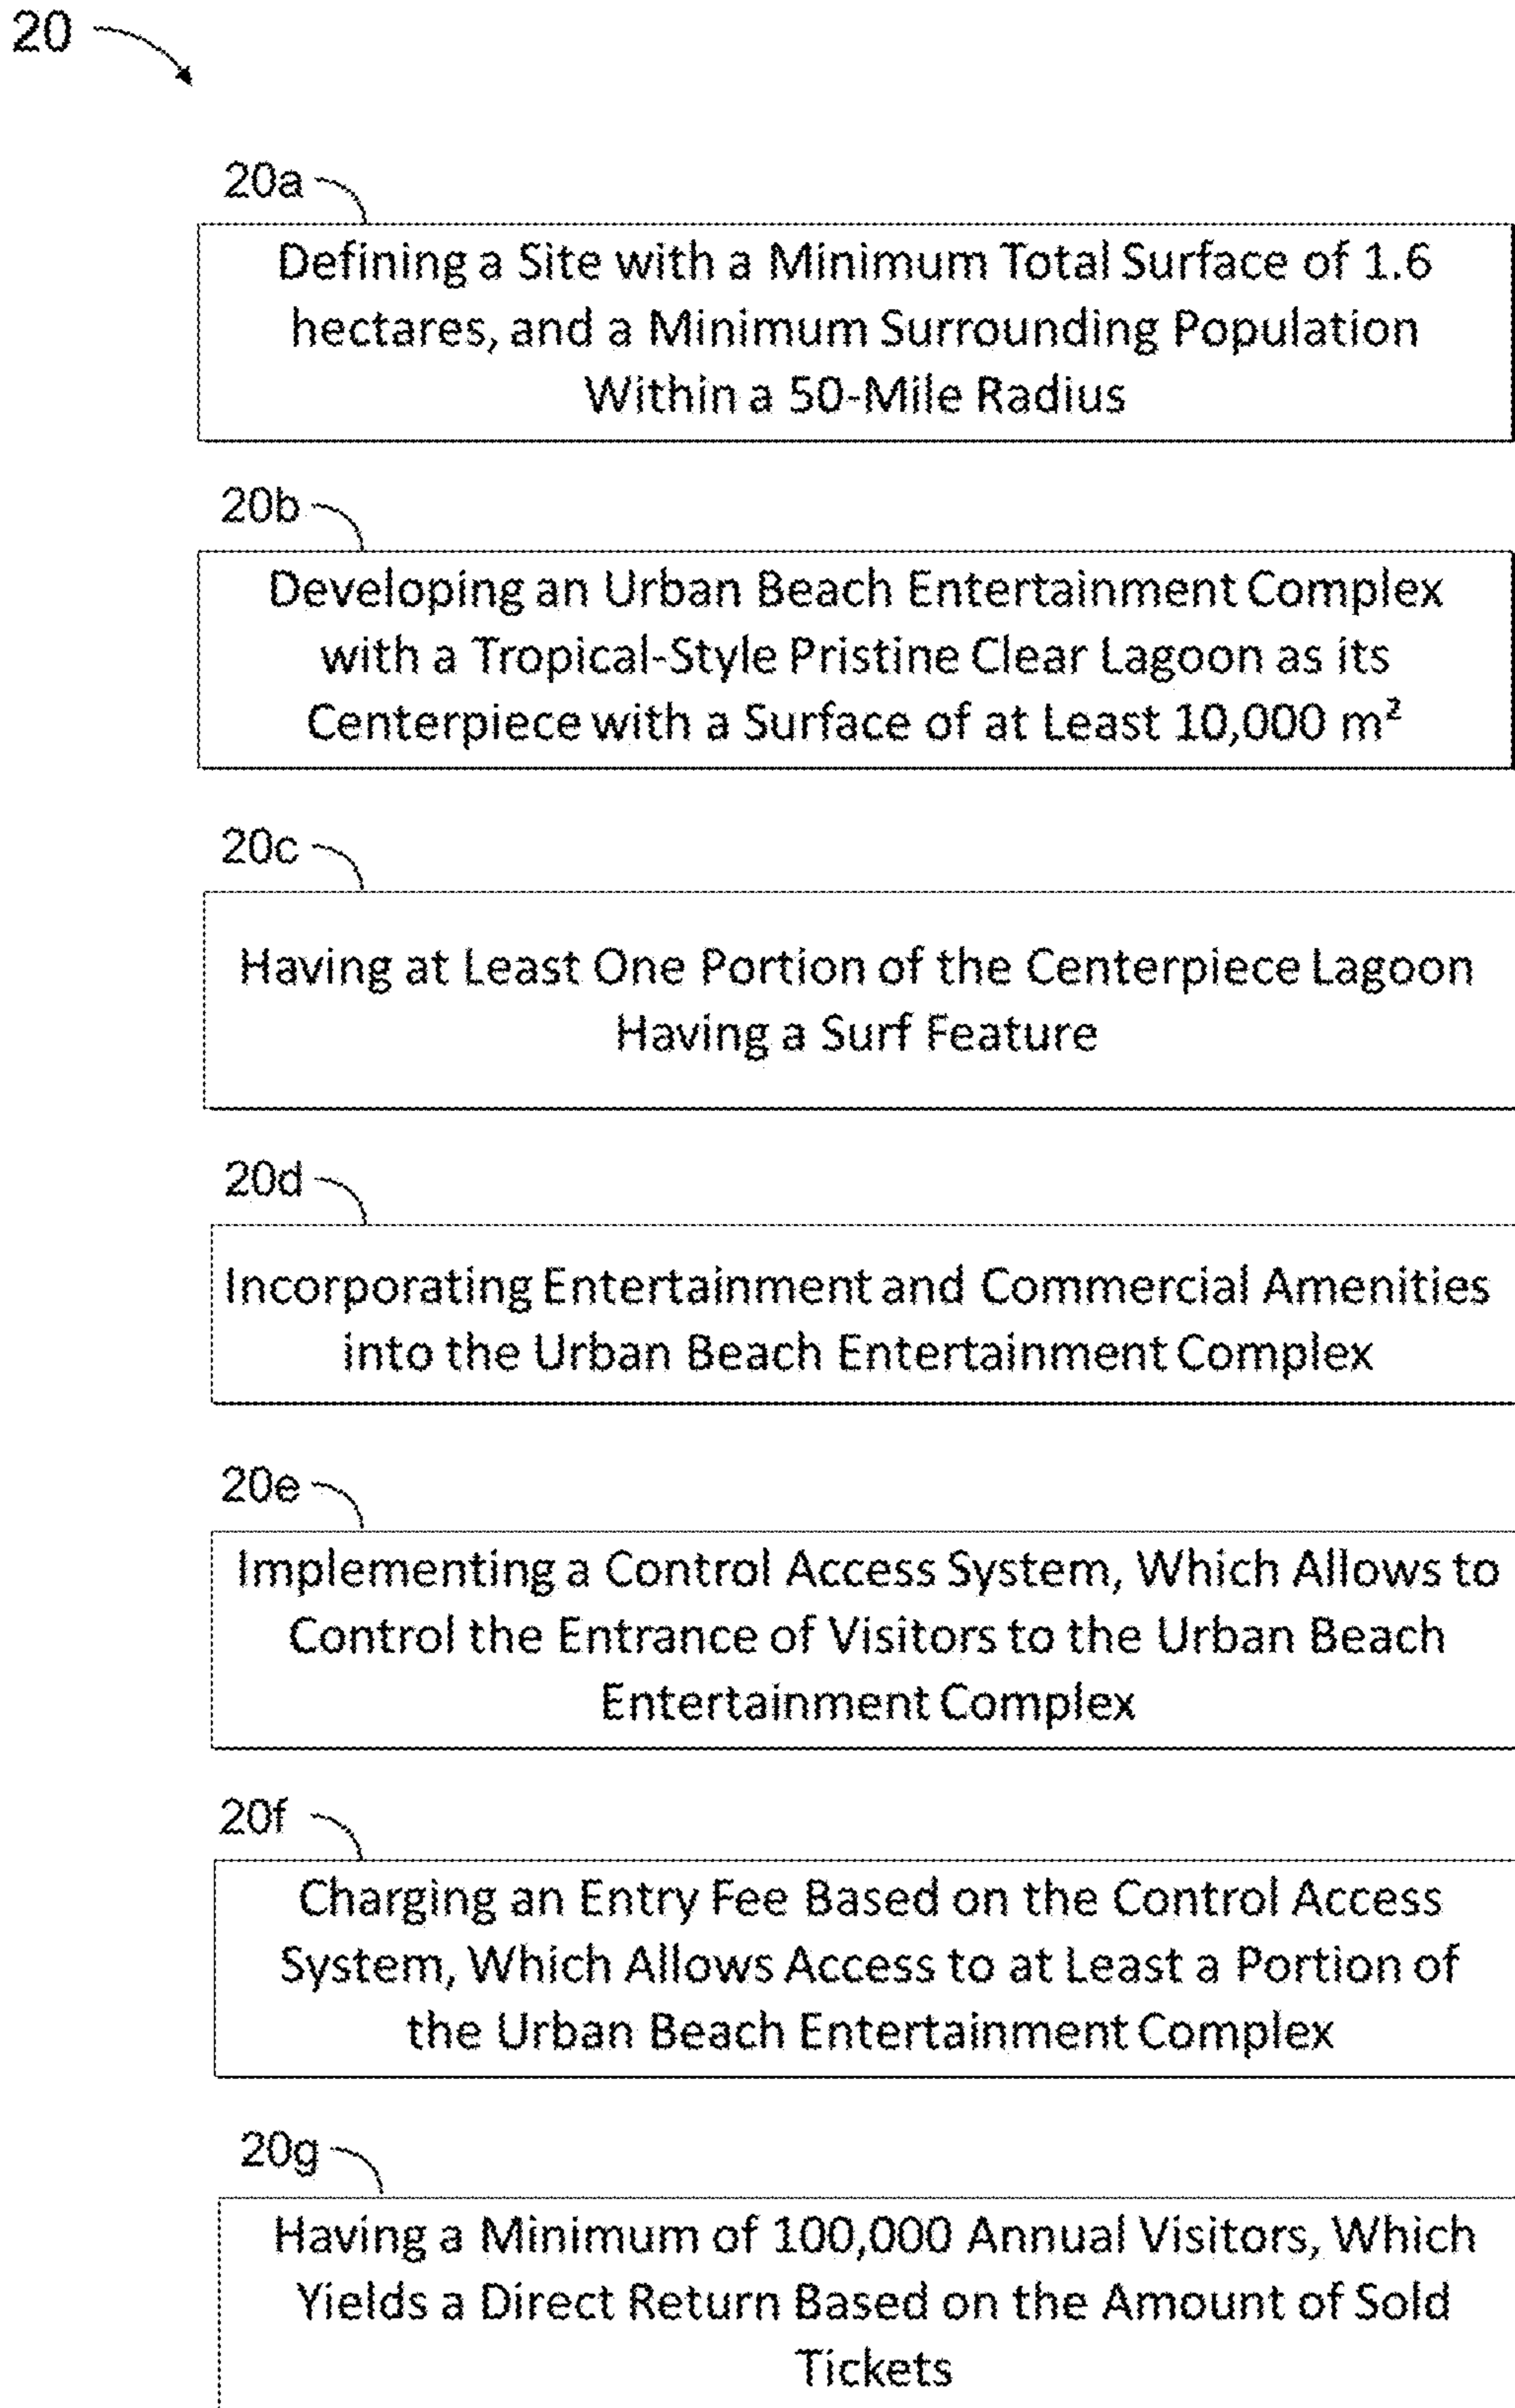 20
20a
Defining a Site with a Minimum Total Surface of 1.6
hectares, and a Minimum Surrounding Population
Within a 50-Mile Radius
20b
Developing an Urban Beach Entertainment Complex
with a Tropical-Style Pristine Clear Lagoon as its
Centerpiece with a Surface of at Least 10,000 m²
20c
Having at Least One Portion of the Centerpiece Lagoon
Having a Surf Feature
20d
Incorporating Entertainment and Commercial Amenities
into the Urban Beach Entertainment Complex
20e
Implementing a Control Access System, Which Allows to
Control the Entrance of Visitors to the Urban Beach
Entertainment Complex
20f
Charging an Entry Fee Based on the Control Access
System, Which Allows Access to at Least a Portion of
the Urban Beach Entertainment Complex
20g
Having a Minimum of 100,000 Annual Visitors, Which
Yields a Direct Return Based on the Amount of Sold
Tickets